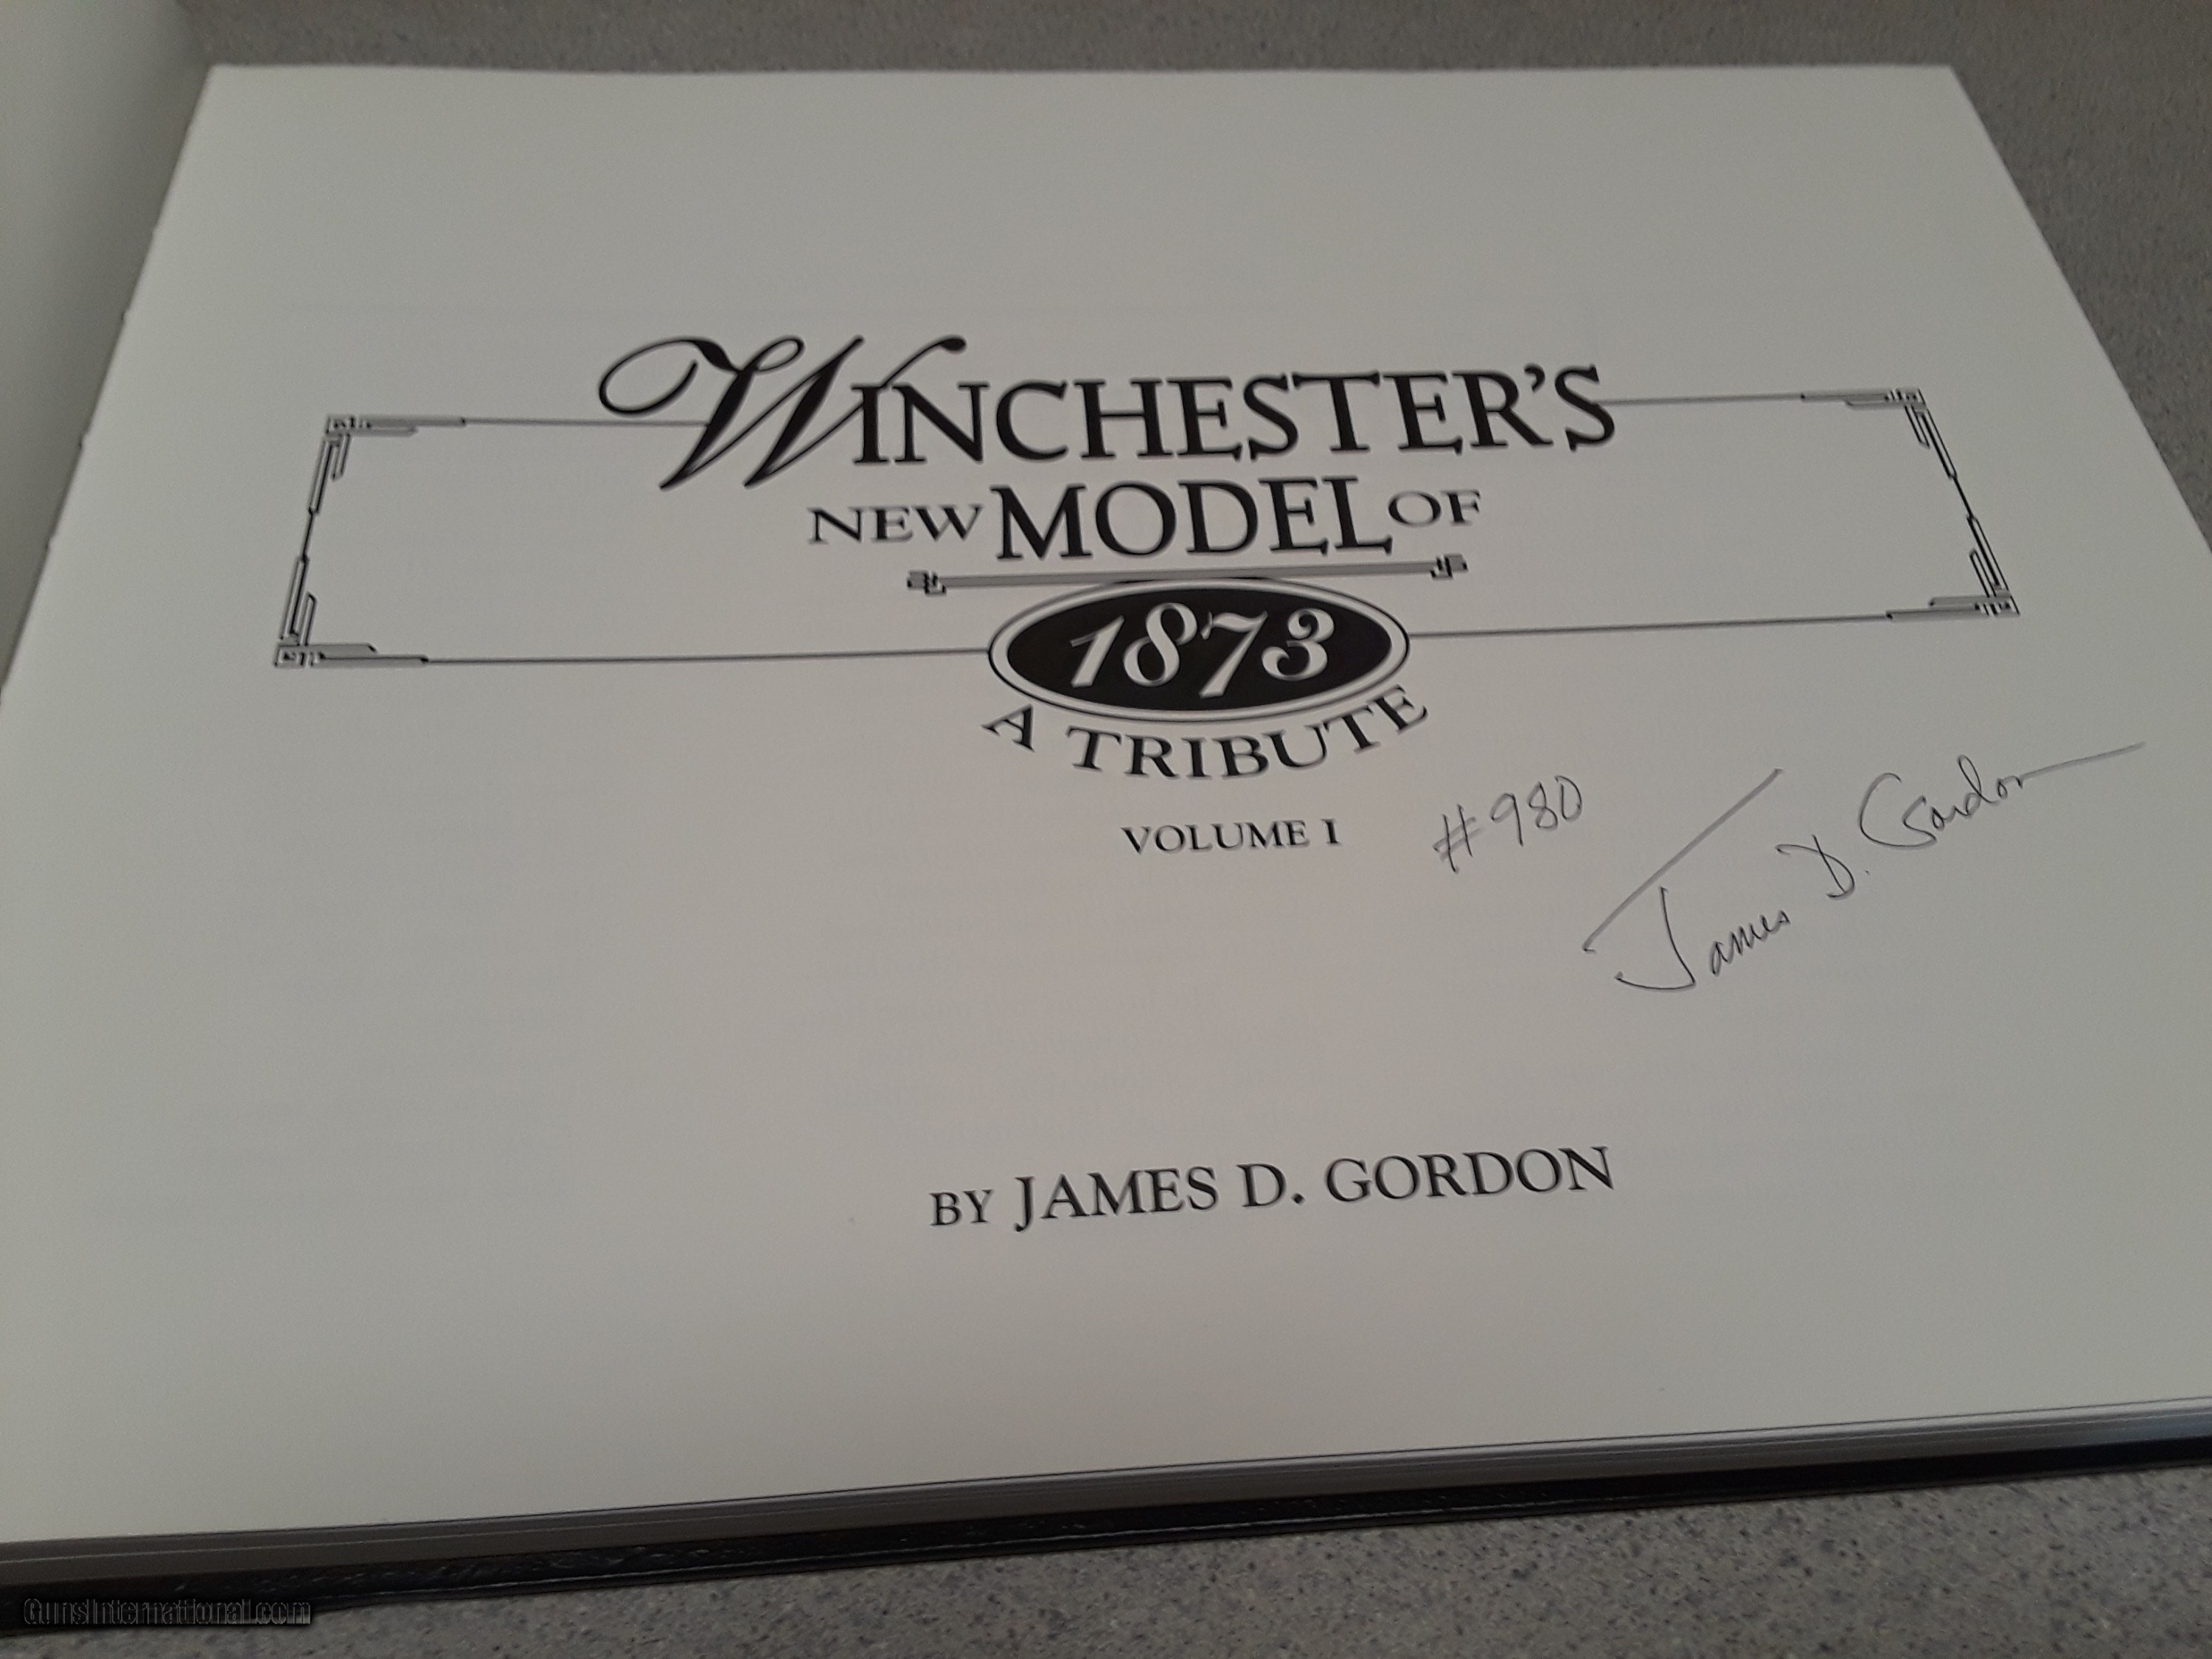 WINCHESTER'S
NEW MODEL OF
1873
A TRIBUTE
VOLUME I
#980
James D. Gordon
BY JAMES D. GORDON
GunsInternational.com